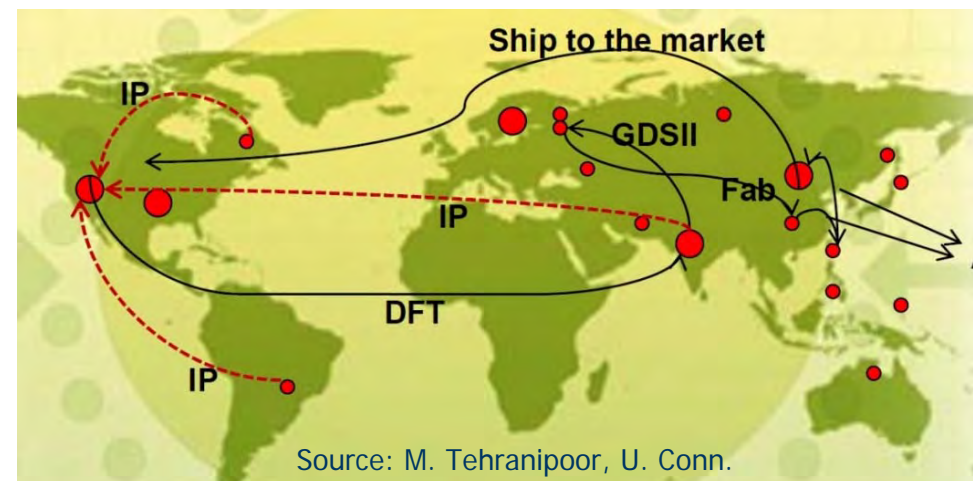 Ship to the market
IP
GDSII
Fab
IP
DFT
IP
Source: M. Tehranipoor, U. Conn.